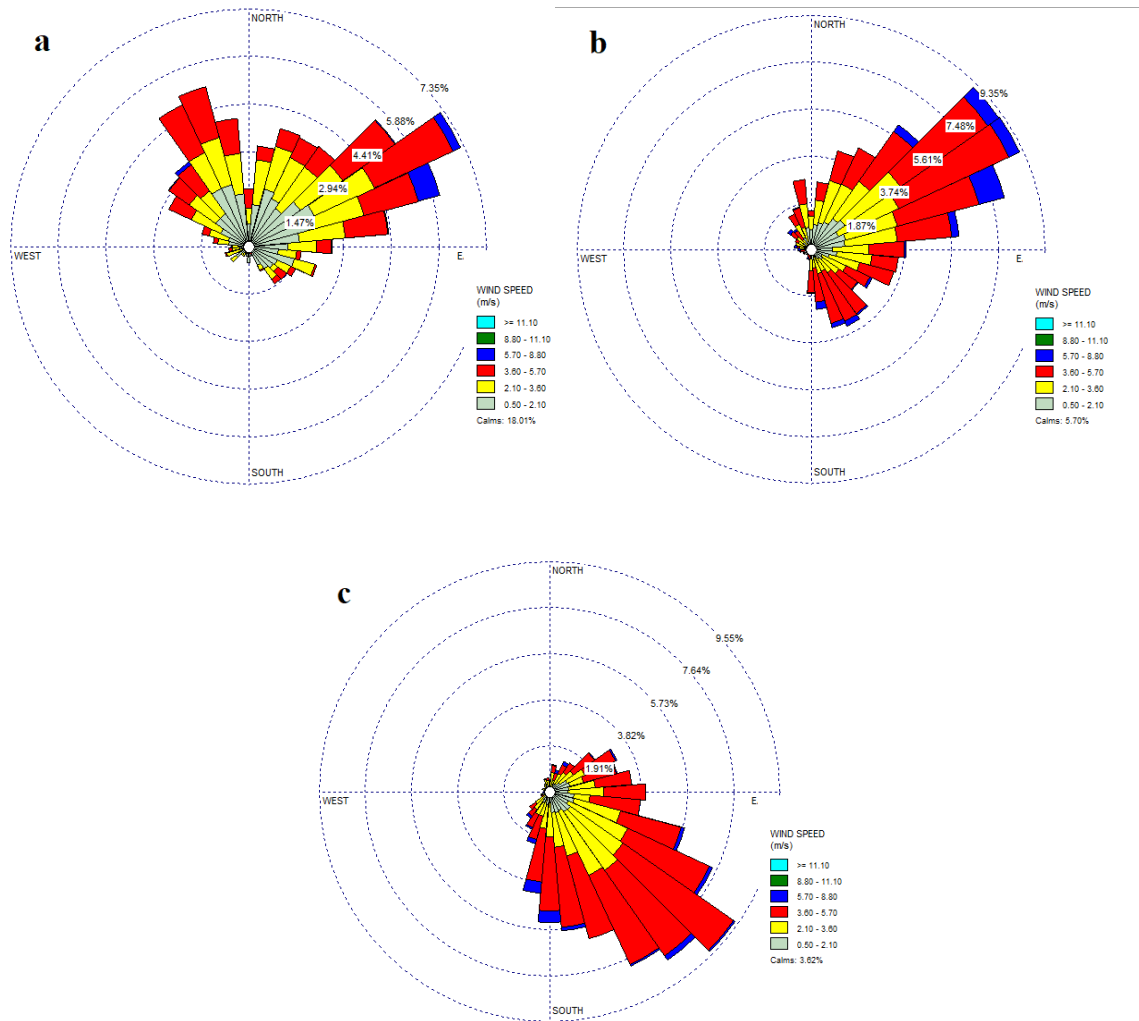 a
NORTH
7.35%
5.88%
4.41%
2.94%
1.47%
WEST
E.
SOUTH
WIND SPEED
(m/s)
>= 11.10
8.80 - 11.10
5.70 - 8.80
3.60 - 5.70
2.10 - 3.60
0.50 - 2.10
Calms: 18.01%
b
NORTH
9.35%
7.48%
5.61%
3.74%
1.87%
WEST
E.
SOUTH
WIND SPEED
(m/s)
>= 11.10
8.80 - 11.10
5.70 - 8.80
3.60 - 5.70
2.10 - 3.60
0.50 - 2.10
Calms: 5.70%
c
NORTH
9.55%
7.64%
5.73%
3.82%
1.91%
WEST
E.
SOUTH
WIND SPEED
(m/s)
>= 11.10
8.80 - 11.10
5.70 - 8.80
3.60 - 5.70
2.10 - 3.60
0.50 - 2.10
Calms: 3.62%